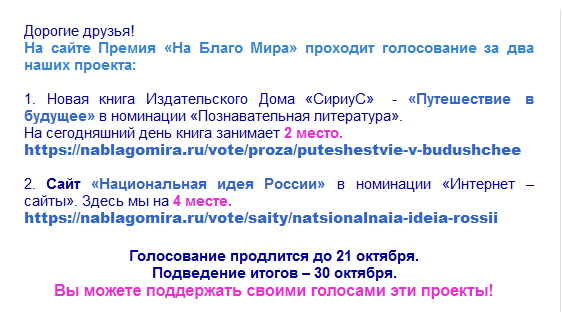 Дорогие друзья!
На сайте Премия «На Благо Мира» проходит голосование за два
наших проекта:
1. Новая книга Издательского Дома «СириуС» - «Путешествие в
будущее» в номинации «Познавательная литература».
На сегодняшний день книга занимает 2 место.
https://nablagomira.ru/vote/proza/puteshestvie-v-budushchee
2. Сайт «Национальная идея России» в номинации «Интернет –
сайты». Здесь мы на 4 месте.
https://nablagomira.ru/vote/saity/natsionalnaia-ideia-rossii
Голосование продлится до 21 октября.
Подведение итогов – 30 октября.
Вы можете поддержать своими голосами эти проекты!